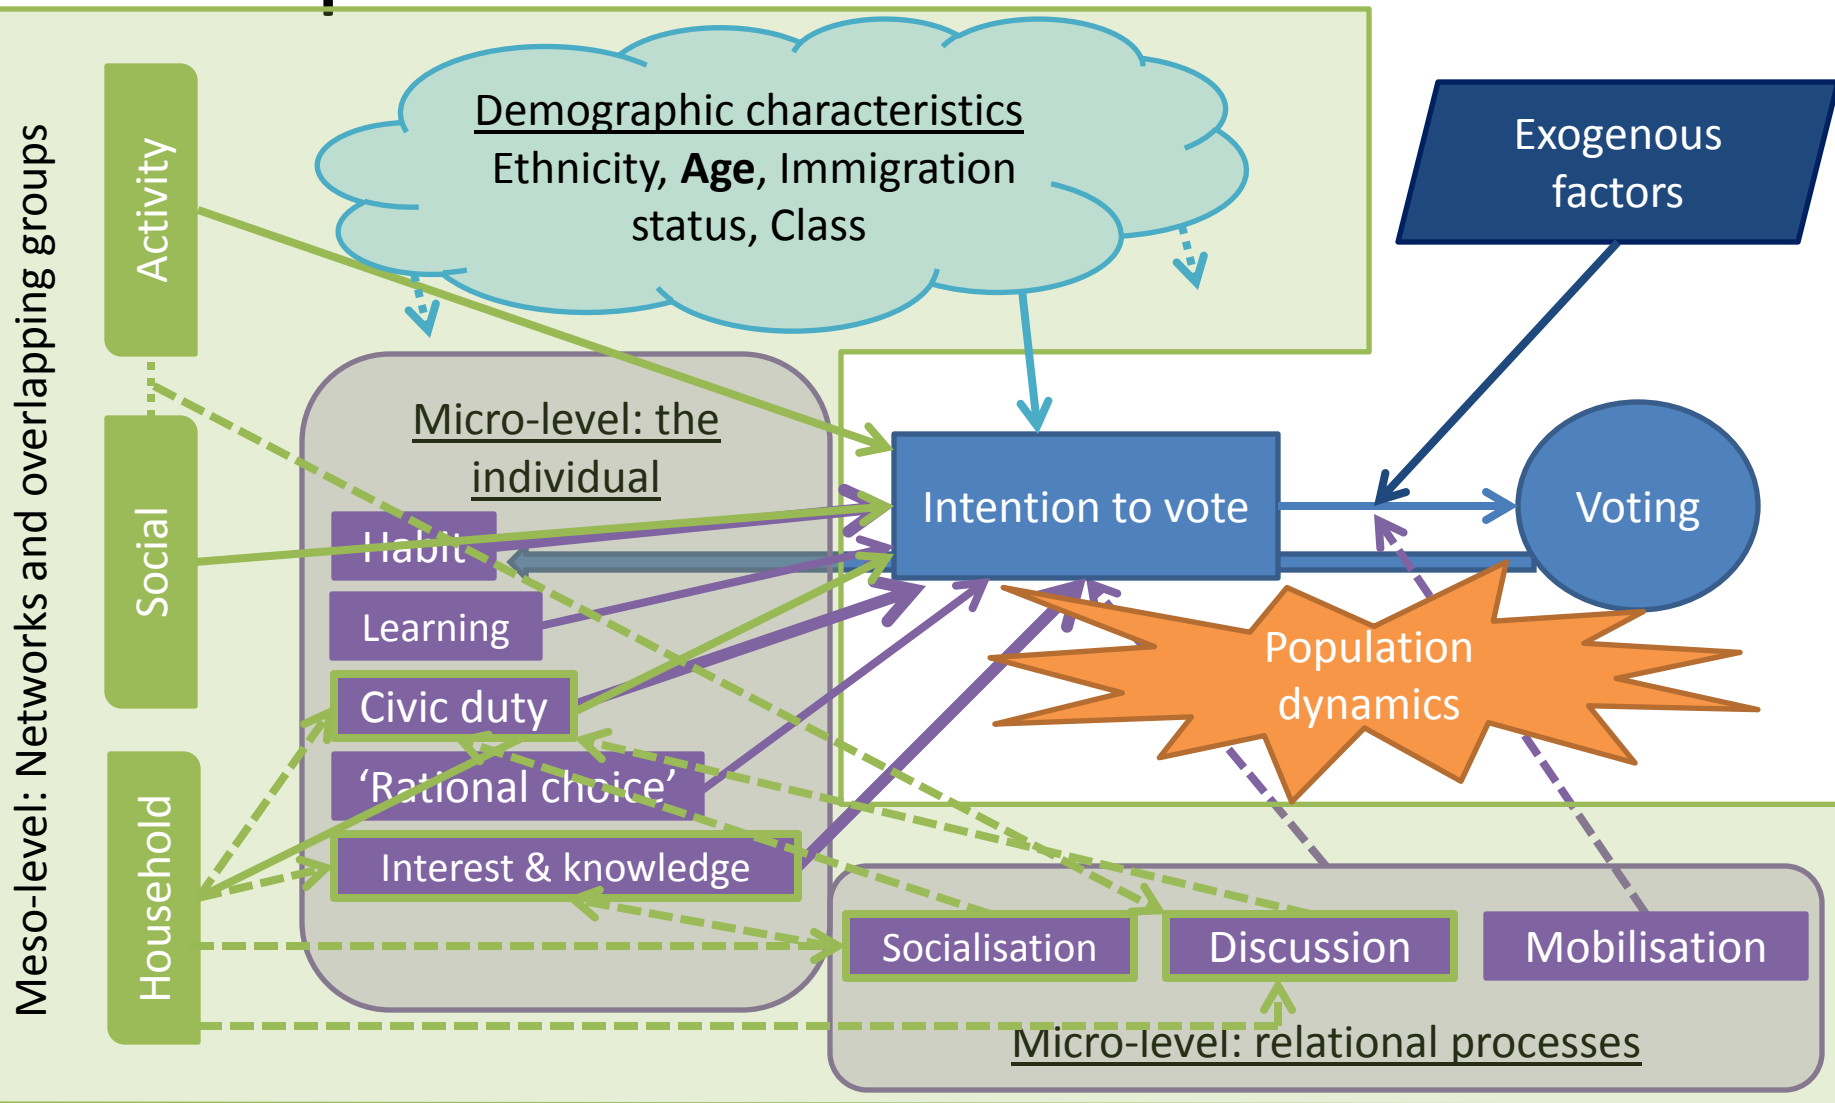 Meso-level: Networks and overlapping groups
Activity
Social
Household
Demographic characteristics
Ethnicity, Age, Immigration
status, Class
Exogenous
factors
Micro-level: the
individual
Habit
Learning
Civic duty
‘Rational choice’
Interest & knowledge
Intention to vote
Voting
Population
dynamics
Socialisation
Discussion
Mobilisation
Micro-level: relational processes